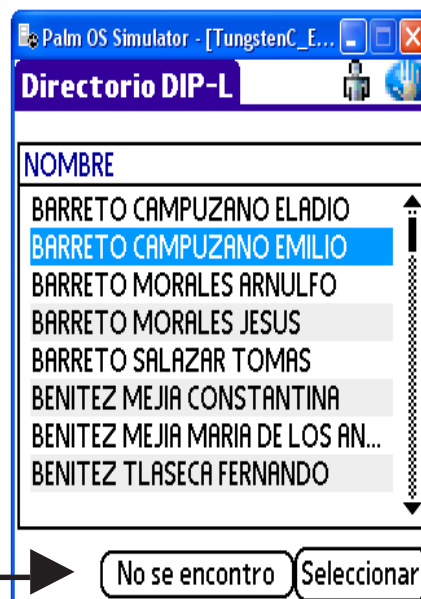 Palm OS Simulator - [TungstenC_E...
Directorio DIP-L
NOMBRE
BARRETO CAMPUZANO ELADIO
BARRETO CAMPUZANO EMILIO
BARRETO MORALES ARNULFO
BARRETO MORALES JESUS
BARRETO SALAZAR TOMAS
BENITEZ MEJIA CONSTANTINA
BENITEZ MEJIA MARIA DE LOS AN...
BENITEZ TLASECA FERNANDO
No se encontro Seleccionar